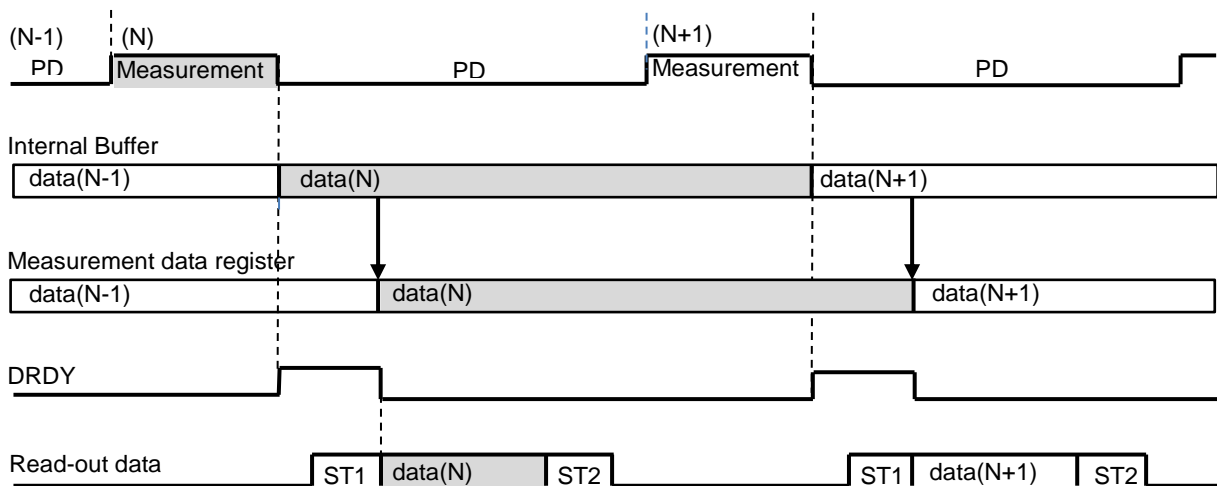 (N-1) (N) (N+1)
PD Measurement PD Measurement PD
Internal Buffer
data(N-1) data(N) data(N+1)
Measurement data register
data(N-1) data(N) data(N+1)
DRDY
Read-out data ST1 data(N) ST2 ST1 data(N+1) ST2